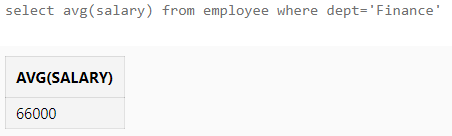 select avg(salary) from employee where dept='Finance'
AVG(SALARY)
66000